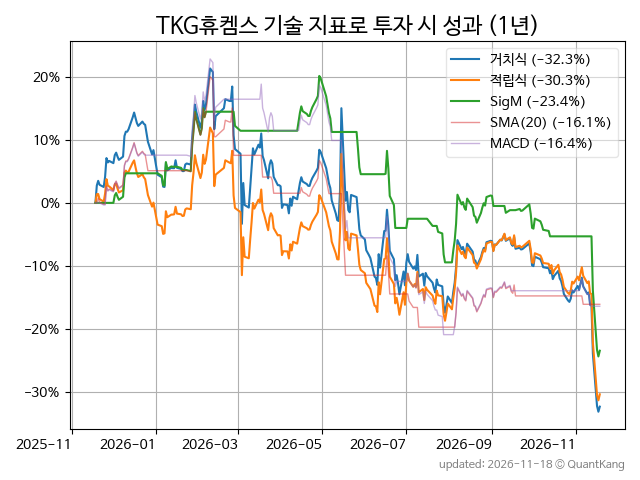 TKG휴켐스 기술 지표로 투자 시 성과 (1년)
거치식 (-32.3%)
적립식 (-30.3%)
SigM (-23.4%)
SMA(20) (-16.1%)
MACD (-16.4%)
20%
10%
0%
-10%
-20%
-30%
2025-11
2026-01
2026-03
2026-05
2026-07
2026-09
2026-11
updated: 2026-11-18 © QuantKang